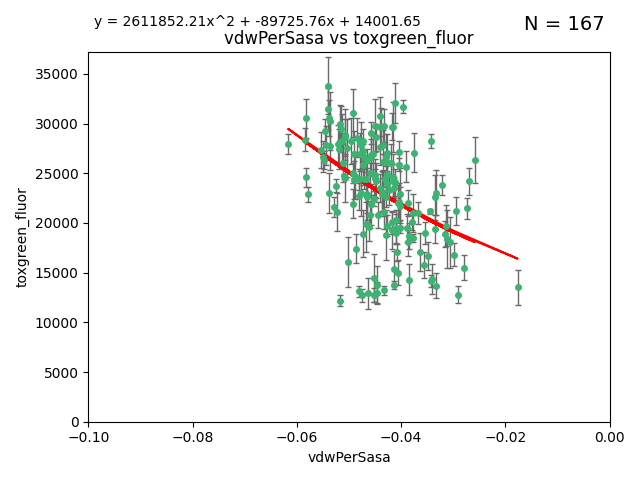 y = 2611852.21x^2 + -89725.76x + 14001.65
N = 167
vdwPerSasa vs toxgreen_fluor
35000
30000
25000
20000
15000
10000
5000
0
toxgreen_fluor
−0.10
−0.08
−0.06
−0.04
−0.02
0.00
vdwPerSasa